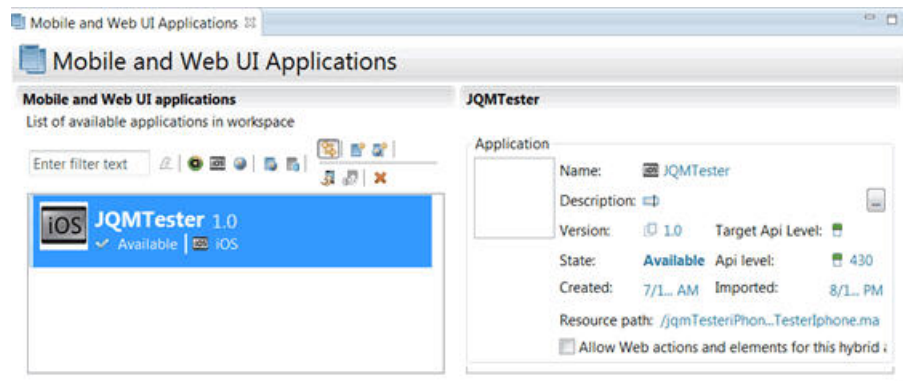 Mobile and Web UI Applications
Mobile and Web UI Applications
Mobile and Web UI applications
List of available applications in workspace
Enter filter text
iOS
JQMTester 1.0
Available
iOS
JQMTester
Application
Name: JQMTester
Description:
...
Version: 1.0 Target Api Level:
State: Available Api level: 430
Created: 7/1... AM Imported: 8/1... PM
Resource path: /jqmTesteriPhon...TesterIphone.ma
Allow Web actions and elements for this hybrid